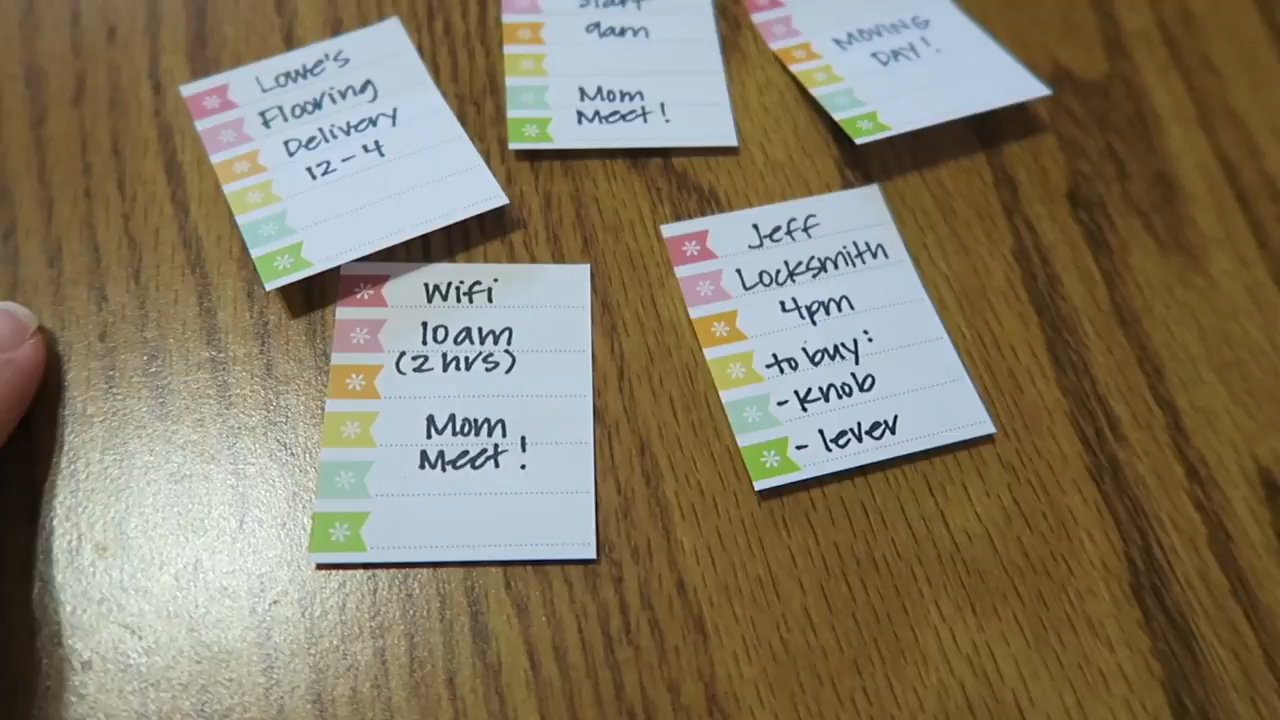 Lowe's
Flooring
Delivery
12-4
start
9am
Mom
Meet!
MOVING
DAY!
Wifi
10am
(2 hrs)
Mom
Meet!
Jeff
Locksmith
4pm
to buy:
- Knob
- lever